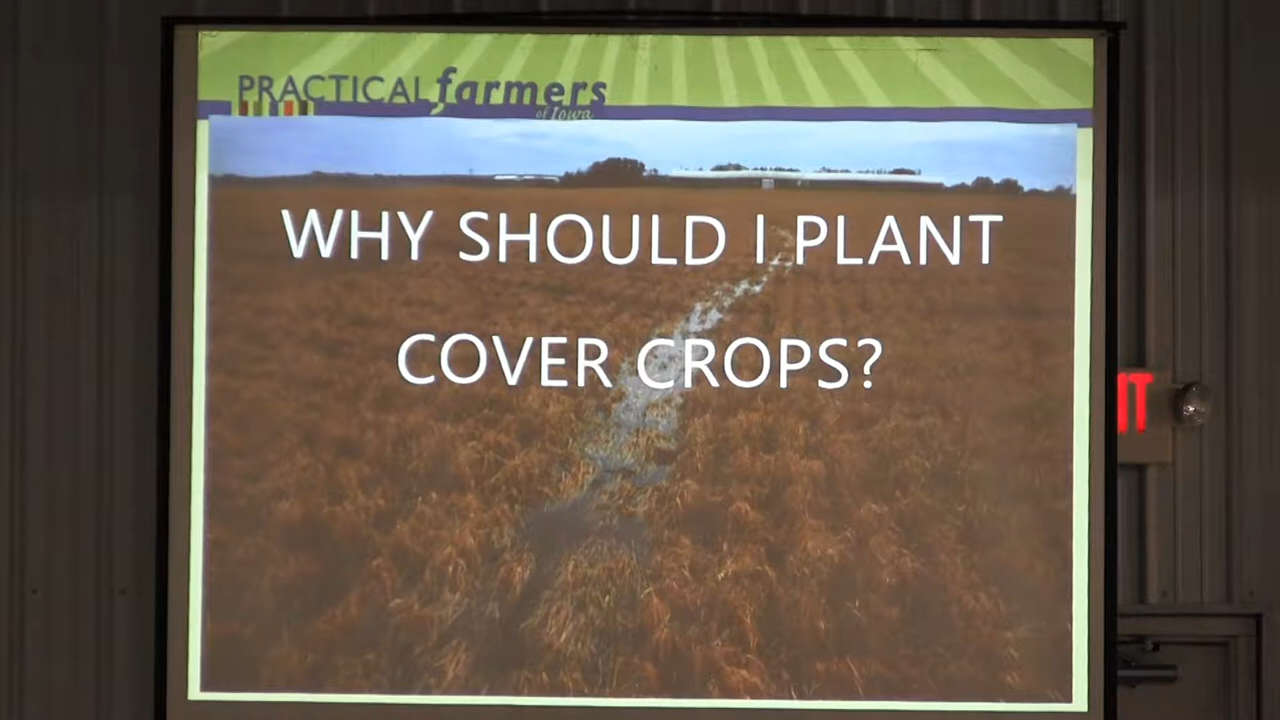 PRACTICAL farmers
of Iowa
WHY SHOULD I PLANT
COVER CROPS?
IT